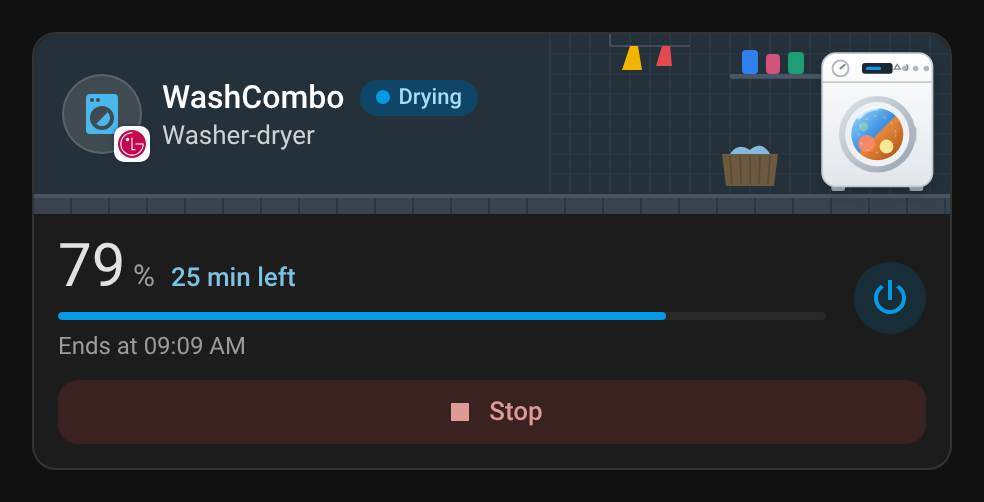 WashCombo
Drying
Washer-dryer
79 % 25 min left
Ends at 09:09 AM
Stop